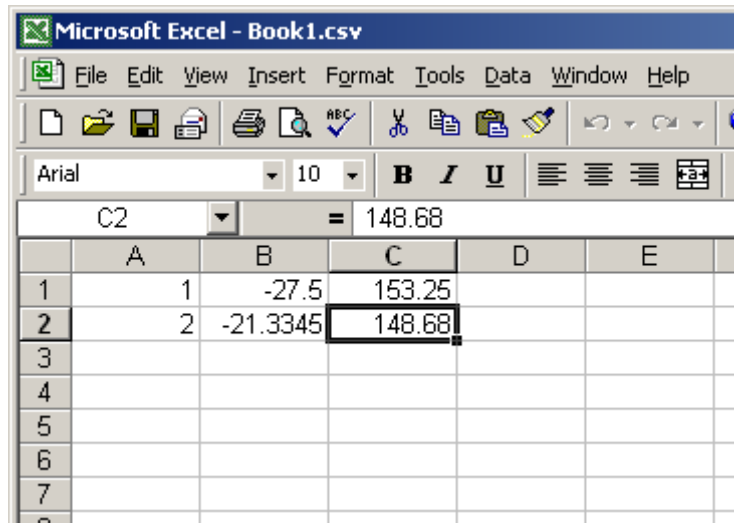 Microsoft Excel - Book1.csv
File Edit View Insert Format Tools Data Window Help
ABC a
Arial 10 B I U
C2 = 148.68
A B C D E
1 1 -27.5 153.25
2 2 -21.3345 148.68
3
4
5
6
7